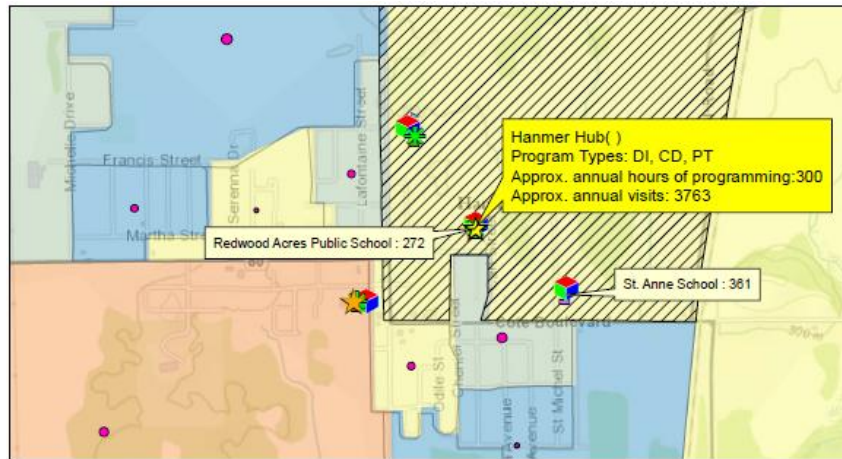 Michelle Drive
Francis Street
Serenna Dr
Lafontaine Street
Martha
Redwood Acres Public School : 272
Hanmer Hub( )
Program Types: DI, CD, PT
Approx. annual hours of programming:300
Approx. annual visits: 3763
St. Anne School : 361
Cote Boulevard
Odile St
Street
St Michel St
Avenue
Avenue